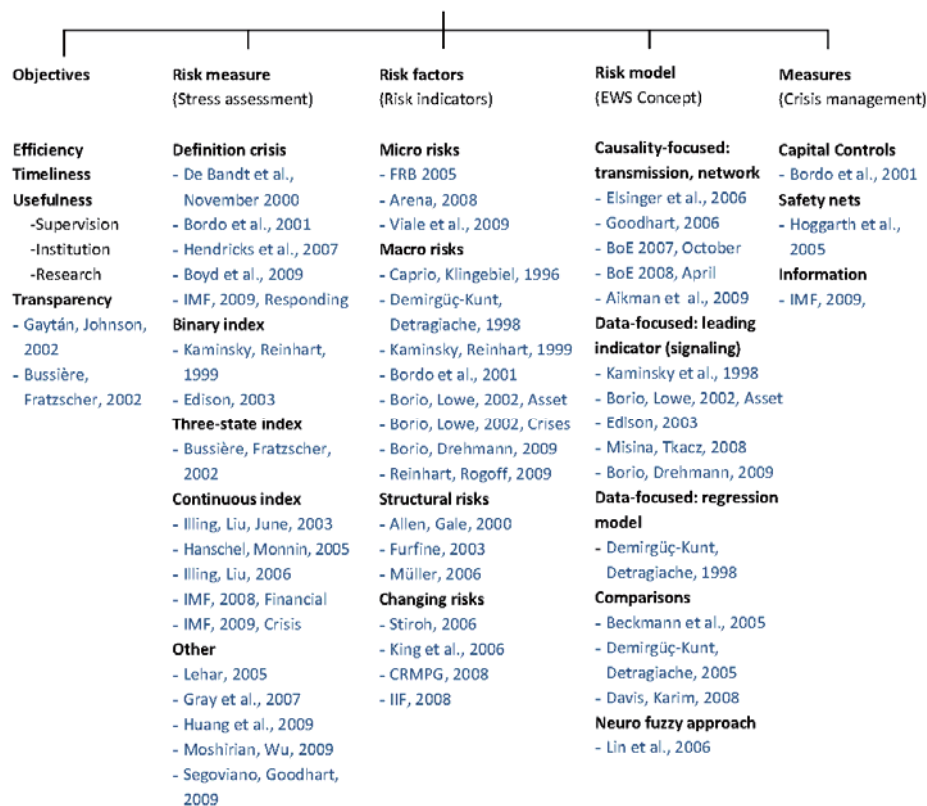 Objectives
Efficiency
Timeliness
Usefulness
-Supervision
-Institution
-Research
Transparency
- Gaytán, Johnson,
2002
- Bussière,
Fratzscher, 2002
Risk measure
(Stress assessment)
Definition crisis
- De Bandt et al.,
November 2000
- Bordo et al., 2001
- Hendricks et al., 2007
- Boyd et al., 2009
- IMF, 2009, Responding
Binary index
- Kaminsky, Reinhart,
1999
- Edison, 2003
Three-state index
- Bussière, Fratzscher,
2002
Continuous index
- Illing, Liu, June, 2003
- Hanschel, Monnin, 2005
- Illing, Liu, 2006
- IMF, 2008, Financial
- IMF, 2009, Crisis
Other
- Lehar, 2005
- Gray et al., 2007
- Huang et al., 2009
- Moshirian, Wu, 2009
- Segoviano, Goodhart,
2009
Risk factors
(Risk indicators)
Micro risks
- FRB 2005
- Arena, 2008
- Viale et al., 2009
Macro risks
- Caprio, Klingebiel, 1996
- Demirgüç-Kunt,
Detragiache, 1998
- Kaminsky, Reinhart, 1999
- Bordo et al., 2001
- Borio, Lowe, 2002, Asset
- Borio, Lowe, 2002, Crises
- Borio, Drehmann, 2009
- Reinhart, Rogoff, 2009
Structural risks
- Allen, Gale, 2000
- Furfine, 2003
- Müller, 2006
Changing risks
- Stiroh, 2006
- King et al., 2006
- CRMPG, 2008
- IIF, 2008
Risk model
(EWS Concept)
Causality-focused:
transmission, network
- Elsinger et al., 2006
- Goodhart, 2006
- BoE 2007, October
- BoE 2008, April
- Aikman et al., 2009
Data-focused: leading
indicator (signaling)
- Kaminsky et al., 1998
- Borio, Lowe, 2002, Asset
- Edison, 2003
- Misina, Tkacz, 2008
- Borio, Drehmann, 2009
Data-focused: regression
model
- Demirgüç-Kunt,
Detragiache, 1998
Comparisons
- Beckmann et al., 2005
- Demirgüç-Kunt,
Detragiache, 2005
- Davis, Karim, 2008
Neuro fuzzy approach
- Lin et al., 2006
Measures
(Crisis management)
Capital Controls
- Bordo et al., 2001
Safety nets
- Hoggarth et al.,
2005
Information
- IMF, 2009,